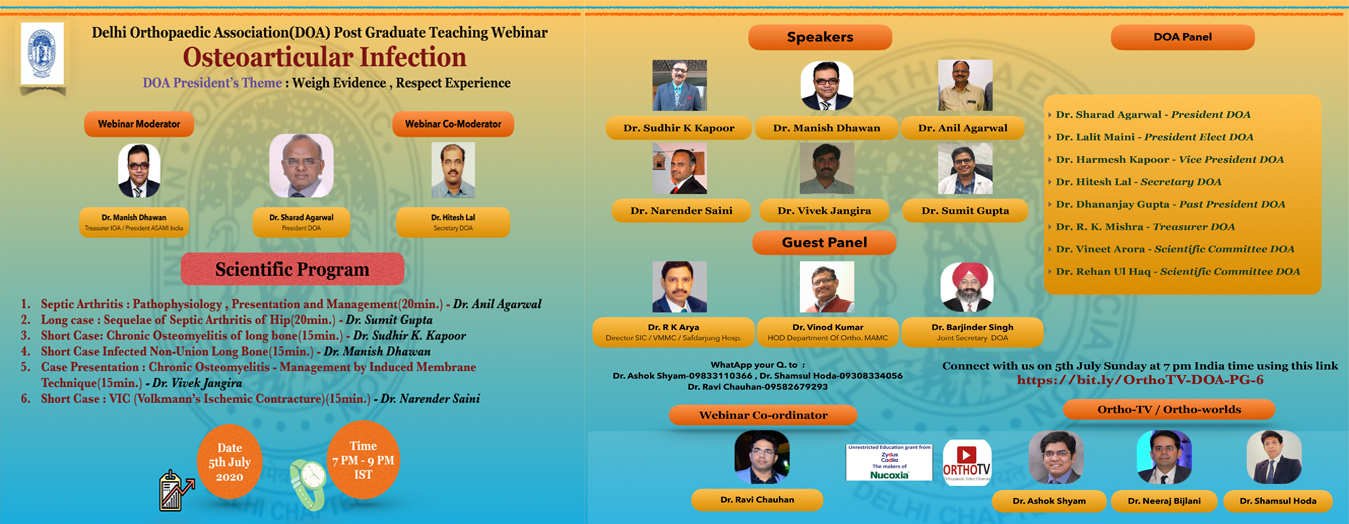 Delhi Orthopaedic Association(DOA) Post Graduate Teaching Webinar
Osteoarticular Infection
DOA President's Theme : Weigh Evidence , Respect Experience
Webinar Moderator
Webinar Co-Moderator
Dr. Manish Dhawan
Treasurer IOA / President ASAMI India
Dr. Sharad Agarwal
President DOA
Dr. Hitesh Lal
Secretary DOA
Scientific Program
1. Septic Arthritis : Pathophysiology , Presentation and Management(20min.) - Dr. Anil Agarwal
2. Long case : Sequelae of Septic Arthritis of Hip(20min.) - Dr. Sumit Gupta
3. Short Case: Chronic Osteomyelitis of long bone(15min.) - Dr. Sudhir K. Kapoor
4. Short Case Infected Non-Union Long Bone(15min.) - Dr. Manish Dhawan
5. Case Presentation : Chronic Osteomyelitis - Management by Induced Membrane
Technique(15min.) - Dr. Vivek Jangira
6. Short Case : VIC (Volkmann's Ischemic Contracture)(15min.) - Dr. Narender Saini
Date
5th July
2020
Time
7 PM - 9 PM
IST
Speakers
Dr. Sudhir K Kapoor
Dr. Manish Dhawan
Dr. Anil Agarwal
Dr. Narender Saini
Dr. Vivek Jangira
Dr. Sumit Gupta
Guest Panel
Dr. R K Arya
Director SIC / VMMC / Safdarjung Hosp.
Dr. Vinod Kumar
HOD Department Of Ortho. MAMC
Dr. Barjinder Singh
Joint Secretary DOA
DOA Panel
Dr. Sharad Agarwal - President DOA
Dr. Lalit Maini - President Elect DOA
Dr. Harmesh Kapoor - Vice President DOA
Dr. Hitesh Lal - Secretary DOA
Dr. Dhananjay Gupta - Past President DOA
Dr. R. K. Mishra - Treasurer DOA
Dr. Vineet Arora - Scientific Committee DOA
Dr. Rehan Ul Haq - Scientific Committee DOA
WhatApp your Q. to :
Dr. Ashok Shyam-09833110366 , Dr. Shamsul Hoda-09308334056
Dr. Ravi Chauhan-09582679293
Connect with us on 5th July Sunday at 7 pm India time using this link
https://bit.ly/OrthoTV-DOA-PG-6
Webinar Co-ordinator
Dr. Ravi Chauhan
Unrestricted Education grant from
Zydus
Cadila
The makers of
Nucoxia
ORTHOTV
Orthopaedic Video Channel
Ortho-TV / Ortho-worlds
Dr. Ashok Shyam
Dr. Neeraj Bijlani
Dr. Shamsul Hoda